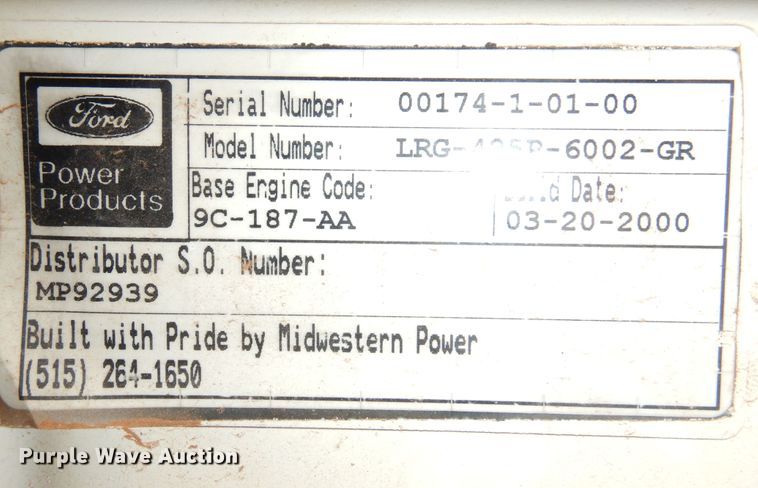 Ford
Power
Products
Serial Number: 00174-1-01-00
Model Number: LRG-425P-6002-GR
Base Engine Code:
9C-187-AA
Build Date:
03-20-2000
Distributor S.O. Number:
MP92939
Built with Pride by Midwestern Power
(515) 264-1650
Purple Wave Auction